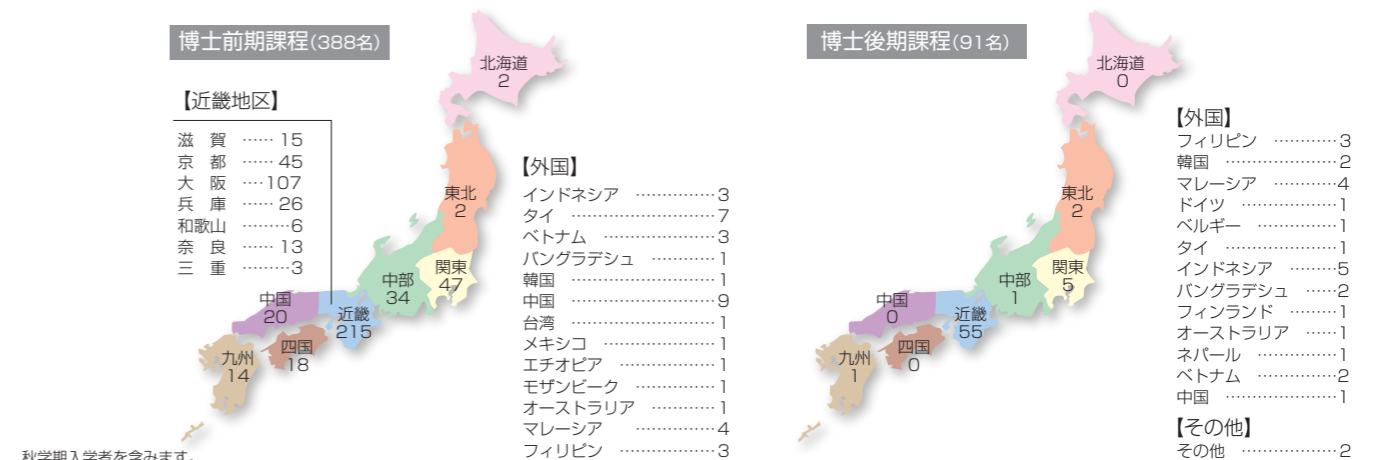 博士前期課程(388名)
【近畿地区】
滋賀 …… 15
京都 …… 45
大阪 …‥107
兵庫 …… 26
和歌山 ………6
奈良 …… 13
三重 ………3
北海道
2
東北
2
関東
47
中部
34
近畿
215
中国
20
四国
18
九州
14
【外国】
インドネシア ……………3
タイ ……………………7
ベトナム ………………3
バングラデシュ …………1
韓国 ……………………1
中国 ……………………9
台湾 ……………………1
メキシコ ………………1
エチオピア ……………1
モザンビーク …………1
オーストラリア …………1
マレーシア ……………4
フィリピン ……………3
秋学期入学者を含みます。
博士後期課程(91名)
北海道
0
東北
2
関東
5
中部
1
近畿
55
中国
0
四国
0
九州
1
【外国】
フィリピン …………3
韓国 …………………2
マレーシア ……………4
ドイツ ………………1
ベルギー ……………1
タイ …………………1
インドネシア ………5
バングラデシュ ……2
フィンランド ………1
オーストラリア ……1
ネパール ……………1
ベトナム ……………2
中国 …………………1
【その他】
その他 ………………2